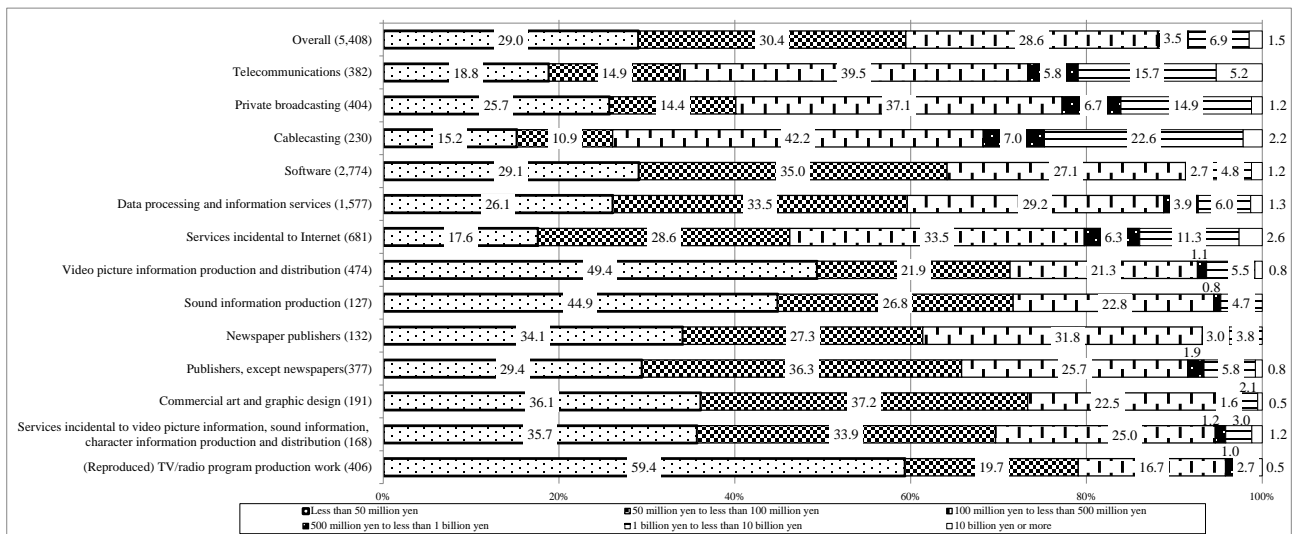 Overall (5,408) 29.0 30.4 28.6 3.5 6.9 1.5
Telecommunications (382) 18.8 14.9 39.5 5.8 15.7 5.2
Private broadcasting (404) 25.7 14.4 37.1 6.7 14.9 1.2
Cablecasting (230) 15.2 10.9 42.2 7.0 22.6 2.2
Software (2,774) 29.1 35.0 27.1 2.7 4.8 1.2
Data processing and information services (1,577) 26.1 33.5 29.2 3.9 6.0 1.3
Services incidental to Internet (681) 17.6 28.6 33.5 6.3 11.3 2.6
Video picture information production and distribution (474) 49.4 21.9 21.3 1.1 5.5 0.8
Sound information production (127) 44.9 26.8 22.8 0.8 4.7
Newspaper publishers (132) 34.1 27.3 31.8 3.0 3.8
Publishers, except newspapers(377) 29.4 36.3 25.7 1.9 5.8 0.8
Commercial art and graphic design (191) 36.1 37.2 22.5 1.6 2.1 0.5
Services incidental to video picture information, sound information,
character information production and distribution (168) 35.7 33.9 25.0 1.2 3.0 1.2
(Reproduced) TV/radio program production work (406) 59.4 19.7 16.7 1.0 2.7 0.5
0% 20% 40% 60% 80% 100%
Less than 50 million yen 50 million yen to less than 100 million yen 100 million yen to less than 500 million yen
500 million yen to less than 1 billion yen 1 billion yen to less than 10 billion yen 10 billion yen or more